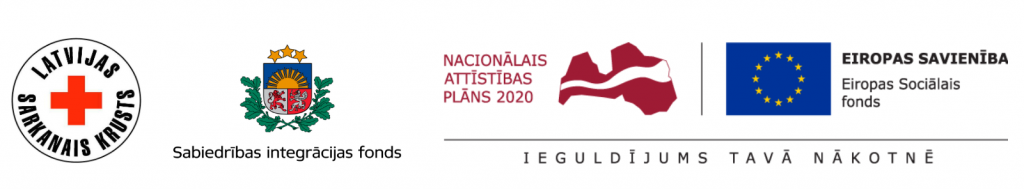 LATVIJAS
SARKANAIS KRUSTS
Sabiedrības integrācijas fonds
NACIONĀLAIS
ATTĪSTĪBAS
PLĀNS 2020
EIROPAS SAVIENĪBA
Eiropas Sociālais
fonds
IEGULDĪJUMS TAVĀ NĀKOTNĒ